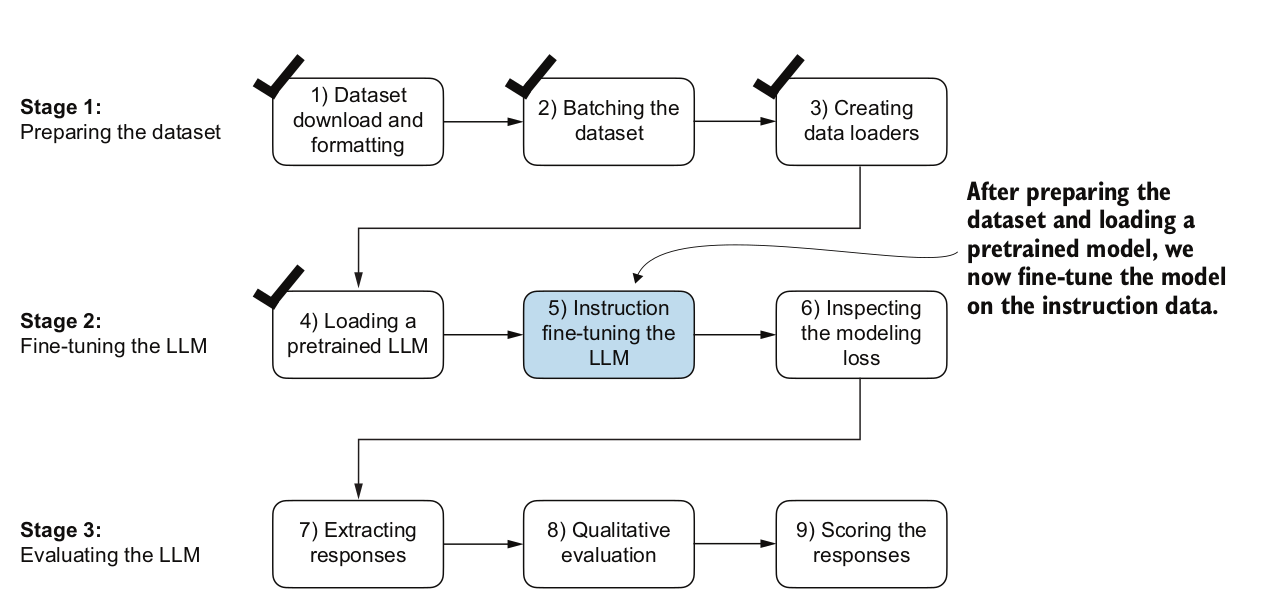 Stage 1:
Preparing the dataset
1) Dataset
download and
formatting
2) Batching the
dataset
3) Creating
data loaders
After preparing the
dataset and loading a
pretrained model, we
now fine-tune the model
on the instruction data.
Stage 2:
Fine-tuning the LLM
4) Loading a
pretrained LLM
5) Instruction
fine-tuning the
LLM
6) Inspecting
the modeling
loss
Stage 3:
Evaluating the LLM
7) Extracting
responses
8) Qualitative
evaluation
9) Scoring the
responses